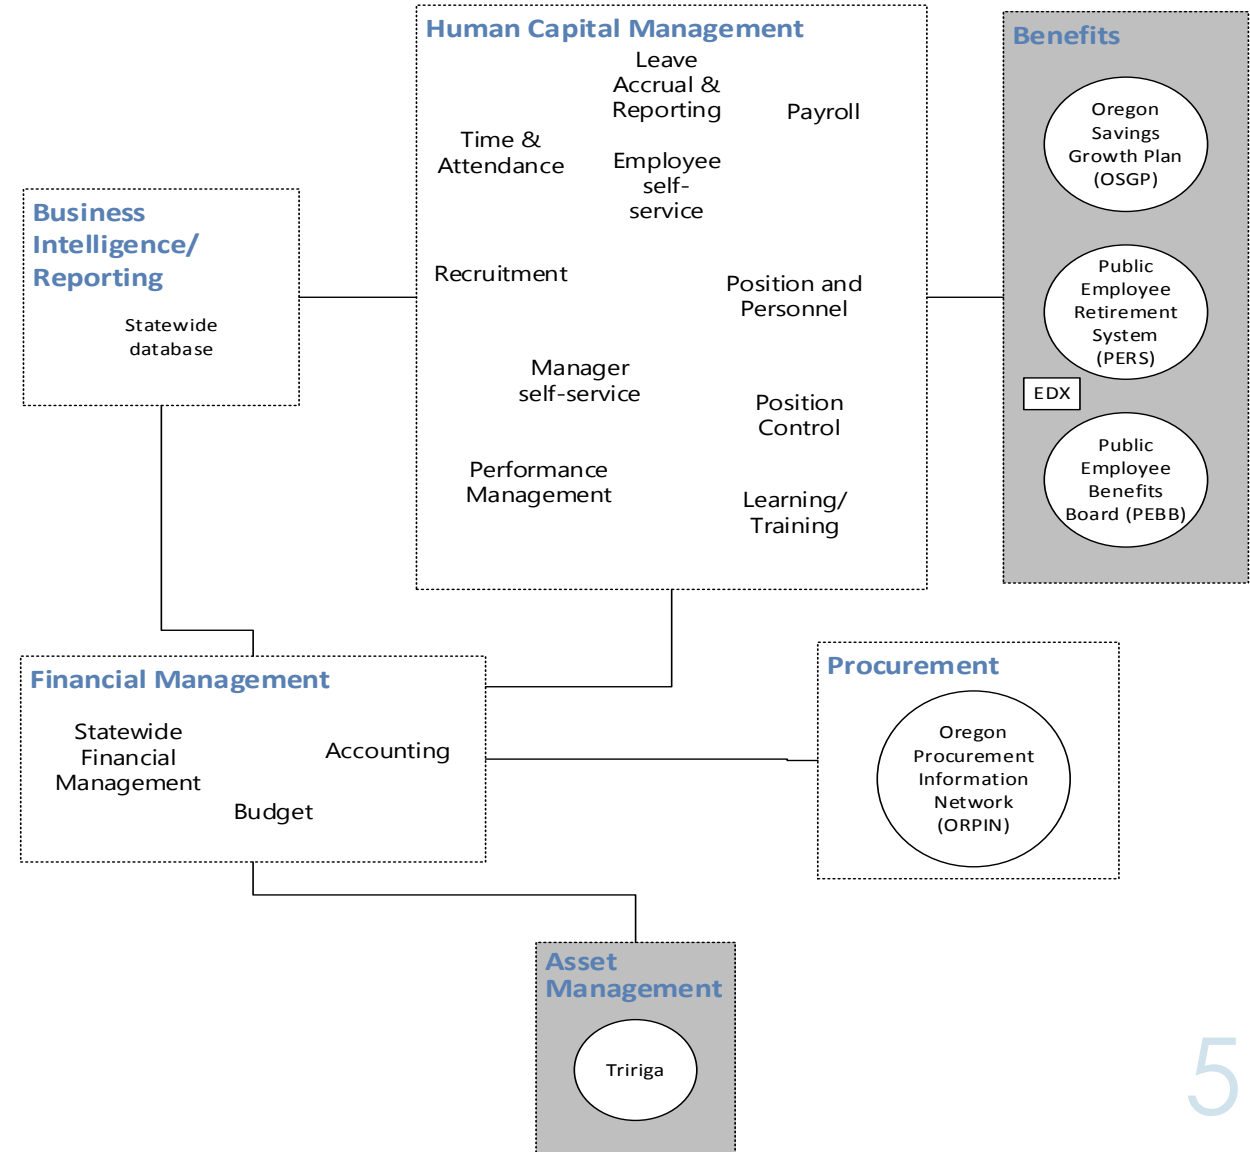 Human Capital Management
Leave
Accrual &
Reporting
Payroll
Time &
Attendance
Employee
self-
service
Recruitment
Position and
Personnel
Manager
self-service
Position
Control
Performance
Management
Learning/
Training
Benefits
Oregon
Savings
Growth Plan
(OSGP)
Public
Employee
Retirement
System
(PERS)
EDX
Public
Employee
Benefits
Board (PEBB)
Business
Intelligence/
Reporting
Statewide
database
Financial Management
Statewide
Financial
Management
Accounting
Budget
Procurement
Oregon
Procurement
Information
Network
(ORPIN)
Asset
Management
Tririga
5